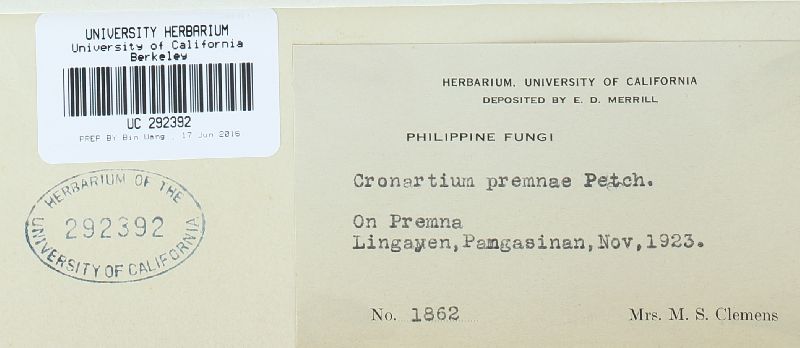 UNIVERSITY HERBARIUM
University of California
Berkeley
UC 292392
PREP BY Bin Wang , 17 Jun 2016
HERBARIUM OF THE
292392
UNIVERSITY OF CALIFORNIA
HERBARIUM, UNIVERSITY OF CALIFORNIA
DEPOSITED BY E. D. MERRILL
PHILIPPINE FUNGI
Cronartium premnae Petch.
On Premna
Lingayen,Pangasinan,Nov,1923.
No. 1862 Mrs. M. S. Clemens